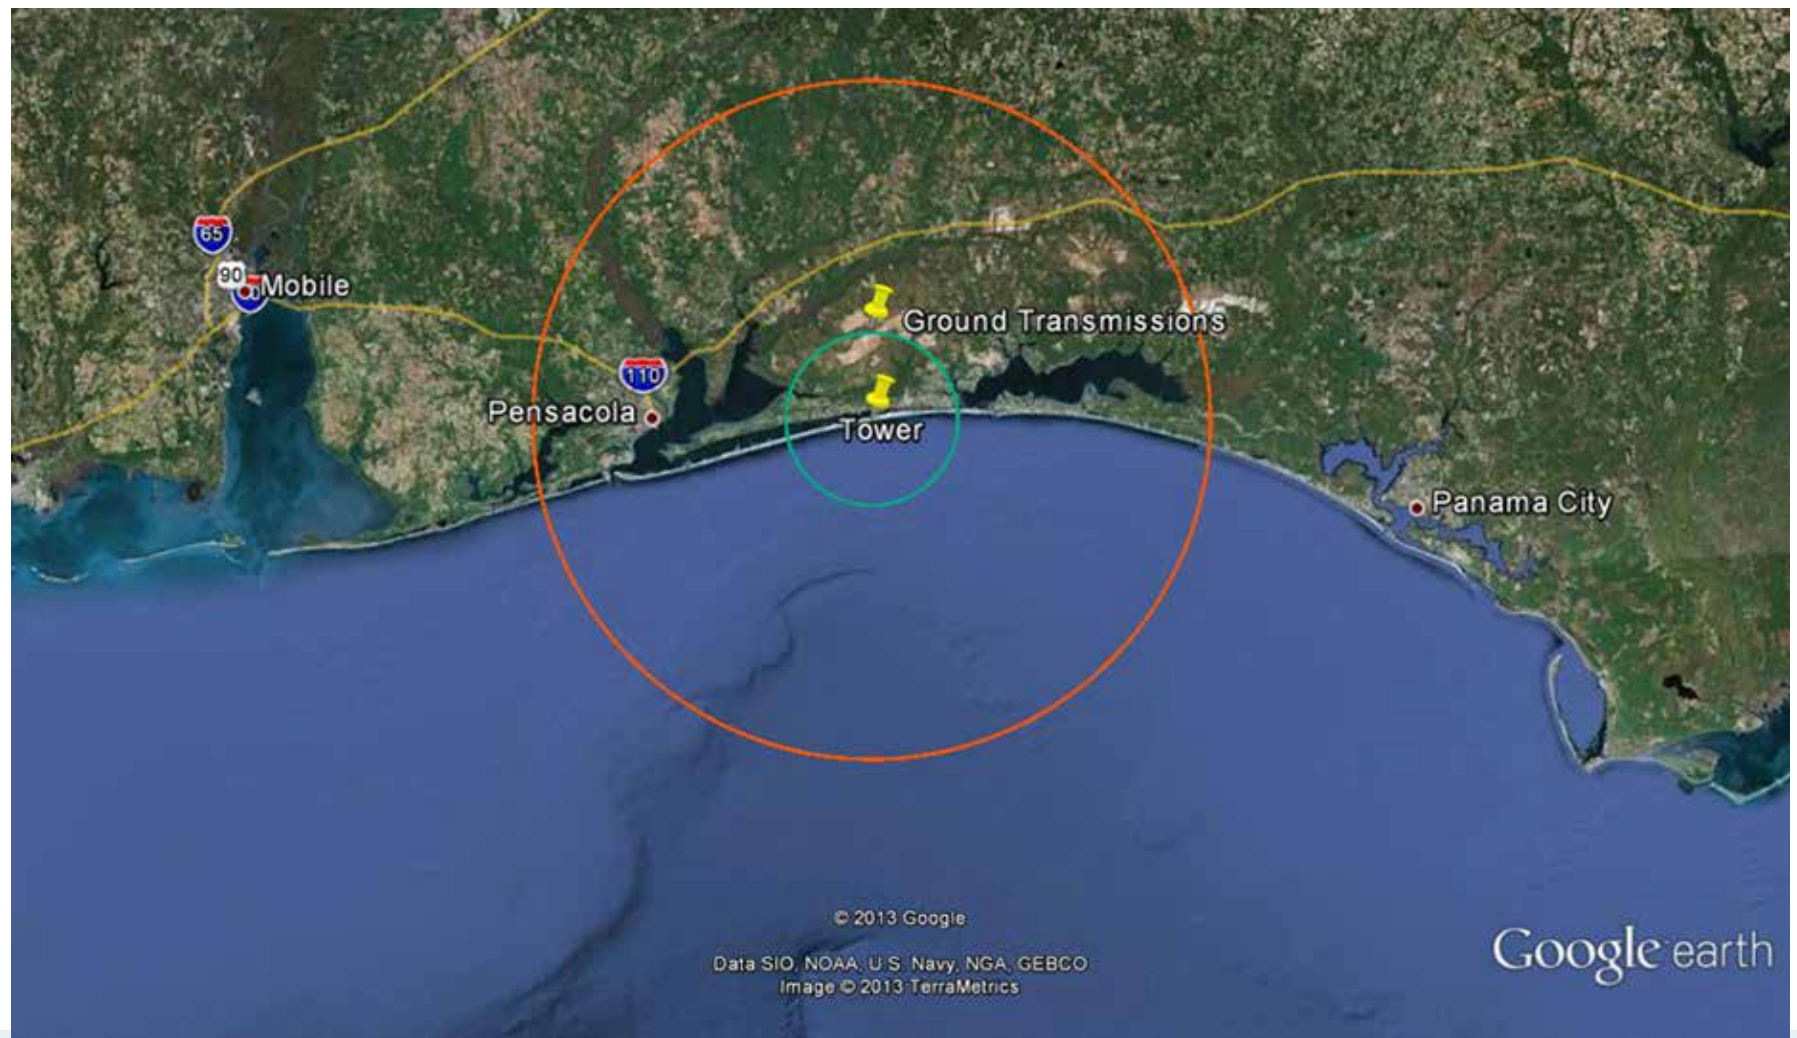 65
90
Mobile
Ground Transmissions
110
Pensacola
Tower
Panama City
© 2013 Google
Data SIO, NOAA, U.S. Navy, NGA, GEBCO
Image © 2013 TerraMetrics
Google earth